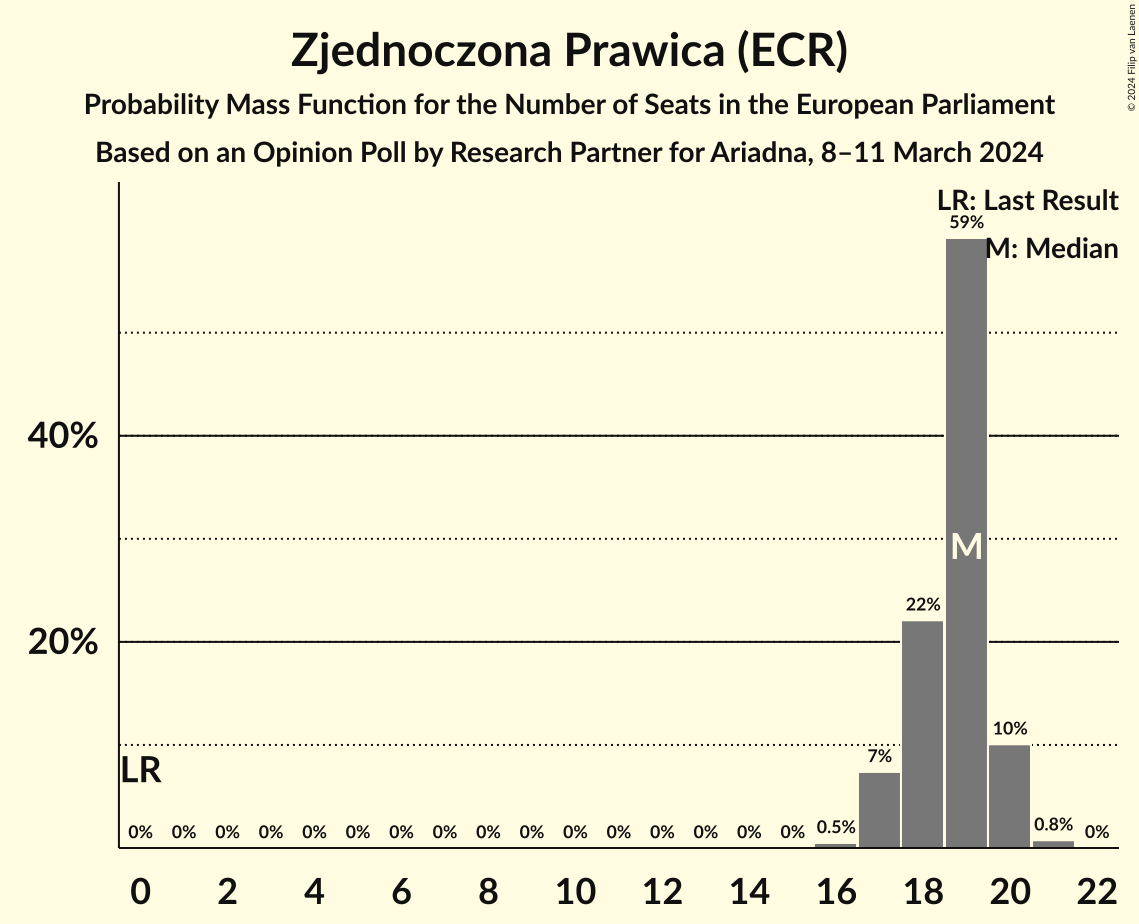 Zjednoczona Prawica (ECR)
Probability Mass Function for the Number of Seats in the European Parliament
Based on an Opinion Poll by Research Partner for Ariadna, 8–11 March 2024
© 2024 Filip van Laenen
LR: Last Result
59%
M: Median
40%
M
22%
20%
10%
7%
LR
0% 0% 0% 0% 0% 0% 0% 0% 0% 0% 0% 0% 0% 0% 0% 0% 0.5% 0.8% 0%
0 2 4 6 8 10 12 14 16 18 20 22